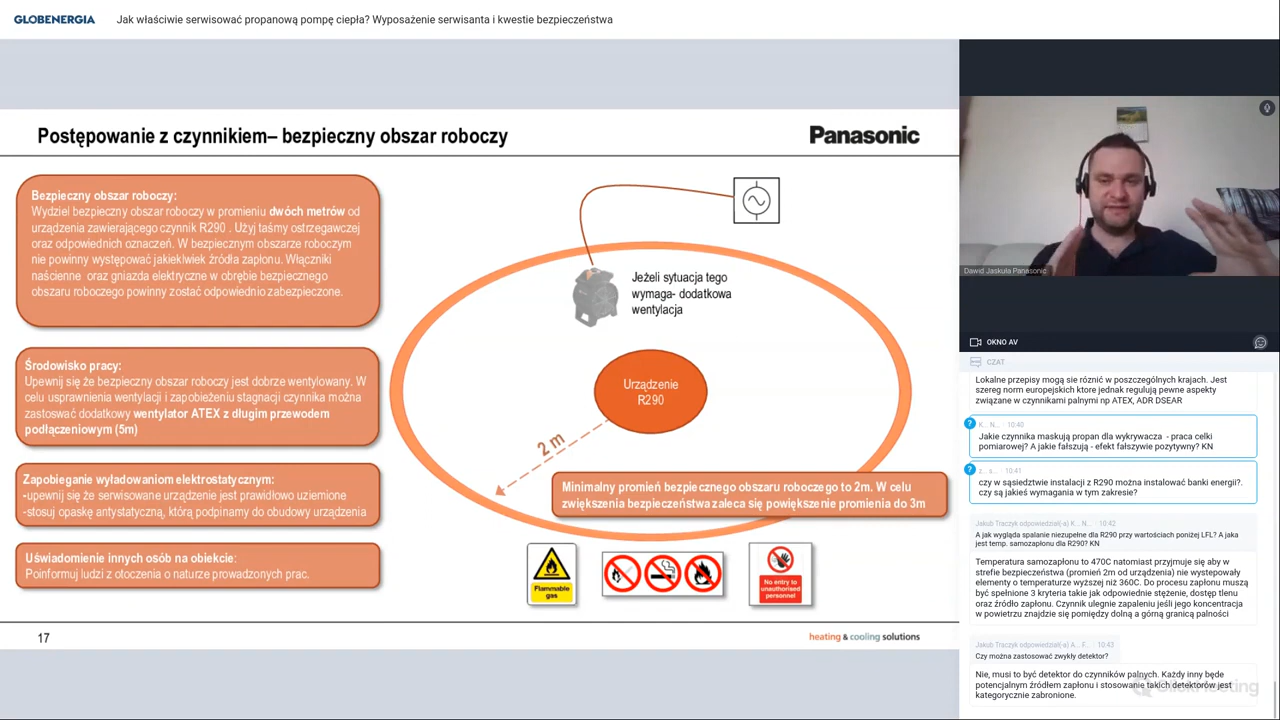 GLOBENERGIA
Jak właściwie serwisować propanową pompę ciepła? Wyposażenie serwisanta i kwestie bezpieczeństwa
Postępowanie z czynnikiem– bezpieczny obszar roboczy
Panasonic
Bezpieczny obszar roboczy:
Wydziel bezpieczny obszar roboczy w promieniu dwóch metrów od
urządzenia zawierającego czynnik R290 . Użyj taśmy ostrzegawczej
oraz odpowiednich oznaczeń. W bezpiecznym obszarze roboczym
nie powinny występować jakiekiwiek źródła zapłonu. Włączniki
naścienne oraz gniazda elektryczne w obrębie bezpiecznego
obszaru roboczego powinny zostać odpowiednio zabezpieczone.
Środowisko pracy:
Upewnij się że bezpieczny obszar roboczy jest dobrze wentylowany. W
celu usprawnienia wentylacji i zapobieżeniu stagnacji czynnika można
zastoswać dodatkowy wentylator ATEX z długim przewodem
podłączeniowym (5m)
Zapobieganie wyładowaniom elektrostatycznym:
-upewnij się że serwisowane urządzenie jest prawidłowo uziemione
-stosuj opaskę antystatyczną, którą podpinamy do obudowy urządzenia
Uświadomienie innych osób na obiekcie:
Poinformuj ludzi z otoczenia o naturze prowadzonych prac.
Jeżeli sytuacja tego
wymaga- dodatkowa
wentylacja
Urządzenie
R290
2 m
Minimalny promień bezpiecznego obszaru roboczego to 2m. W celu
zwiększenia bezpieczeństwa zaleca się powiększenie promienia do 3m
Flammable
gas
No entry to
unauthorised
personnel
17
heating & cooling solutions
Dawid Jaskuła Panasonic
OKNO AV
CZAT
Lokalne przepisy mogą sie róznić w poszczególnych krajach. Jest
szereg norm europejskich ktore jednak regulują pewne aspekty
związane w czynnikami palnymi np ATEX, ADR DSEAR
K... N... · 10:40
Jakie czynnika maskują propan dla wykrywacza - praca celki
pomiarowej? A jakie fałszują - efekt fałszywie pozytywny? KN
z... s... · 10:41
czy w sąsiedztwie instalacji z R290 można instalować banki energii?.
czy są jakieś wymagania w tym zakresie?
Jakub Traczyk odpowiedział(-a) K... N... · 10:42
A jak wygląda spalanie niezupełne dla R290 przy wartościach poniżej LFL? A jaka
jest temp. samozapłonu dla R290? KN
Temperatura samozapłonu to 470C natomiast przyjmuje się aby w
strefie bezpieczeństwa (promień 2m od urządzenia) nie wystepowały
elementy o temperaturze wyższej niż 360C. Do procesu zapłonu muszą
być spełnione 3 kryteria takie jak odpowiednie stężenie, dostęp tlenu
oraz źródło zapłonu. Czynnik ulegnie zapaleniu jeśli jego koncentracja
w powietrzu znajdzie się pomiędzy dolną a górną granicą palności
Jakub Traczyk odpowiedział(-a) A... F... · 10:43
Czy można zastosować zwykły detektor?
Nie, musi to być detektor do czynników palnych. Każdy inny będe
potencjalnym źródłem zapłonu i stosowanie takich detektorów jest
kategorycznie zabronione.
ClickMeeting